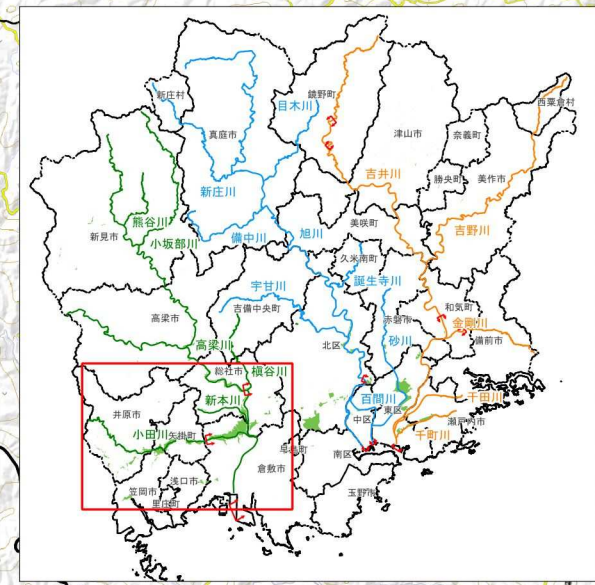 西粟倉村
新庄村
鏡野町
目木川
真庭市
津山市
奈義町
勝央町
美作市
吉井川
新庄川
熊谷川
小坂部川
新見市
備中川
旭川
美咲町
吉野川
久米南町
誕生寺川
宇甘川
吉備中央町
高梁市
赤磐市
和気町
金剛川
備前市
砂川
北区
高梁川
総社市
槇谷川
新本川
百間川
東区
中区
千田川
瀬戸内市
千町川
井原市
小田川
矢掛町
早島町
南区
倉敷市
浅口市
笠岡市
里庄町
玉野市